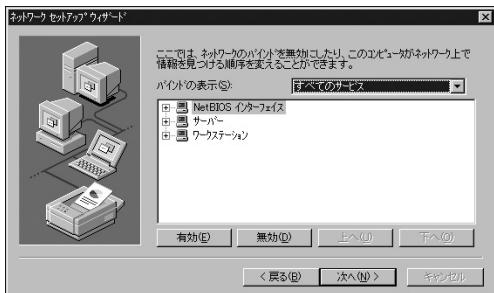 ネットワーク セットアップ ウィザード
ここでは、ネットワークのバインドを無効にしたり、このコンピュータがネットワーク上で
情報を見つける順序を変えることができます。
バインドの表示(S):
すべてのサービス
NetBIOS インターフェイス
サーバー
ワークステーション
有効(E)
無効(D)
上へ(U)
下へ(O)
< 戻る(B)
次へ(N) >
キャンセル